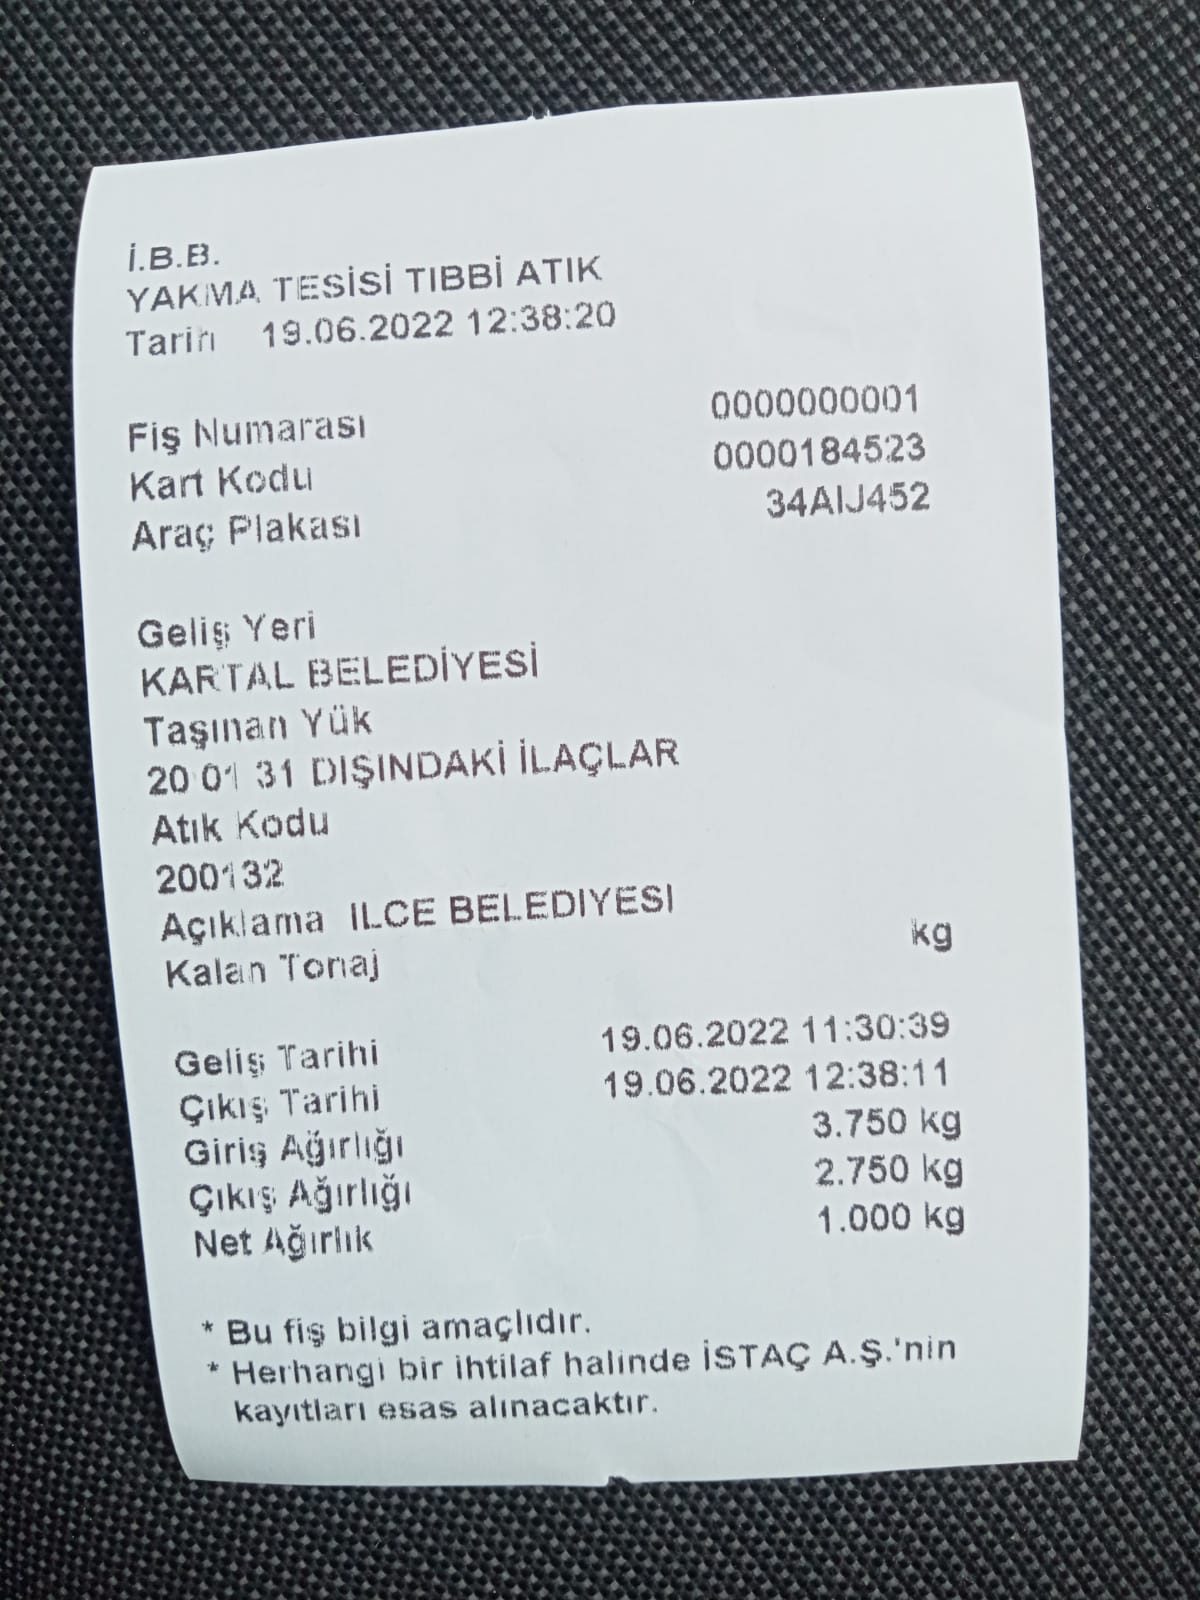 İ.B.B.
YAKMA TESİSİ TIBBİ ATIK
Tarih 19.06.2022 12:38:20
Fiş Numarası 0000000001
Kart Kodu 0000184523
Araç Plakası 34AIJ452
Geliş Yeri
KARTAL BELEDİYESİ
Taşınan Yük
20 01 31 DIŞINDAKİ İLAÇLAR
Atık Kodu
200132
Açıklama ILCE BELEDIYESI
Kalan Tonaj kg
Geliş Tarihi 19.06.2022 11:30:39
Çıkış Tarihi 19.06.2022 12:38:11
Giriş Ağırlığı 3.750 kg
Çıkış Ağırlığı 2.750 kg
Net Ağırlık 1.000 kg
* Bu fiş bilgi amaçlıdır.
* Herhangi bir ihtilaf halinde İSTAÇ A.Ş.'nin
kayıtları esas alınacaktır.